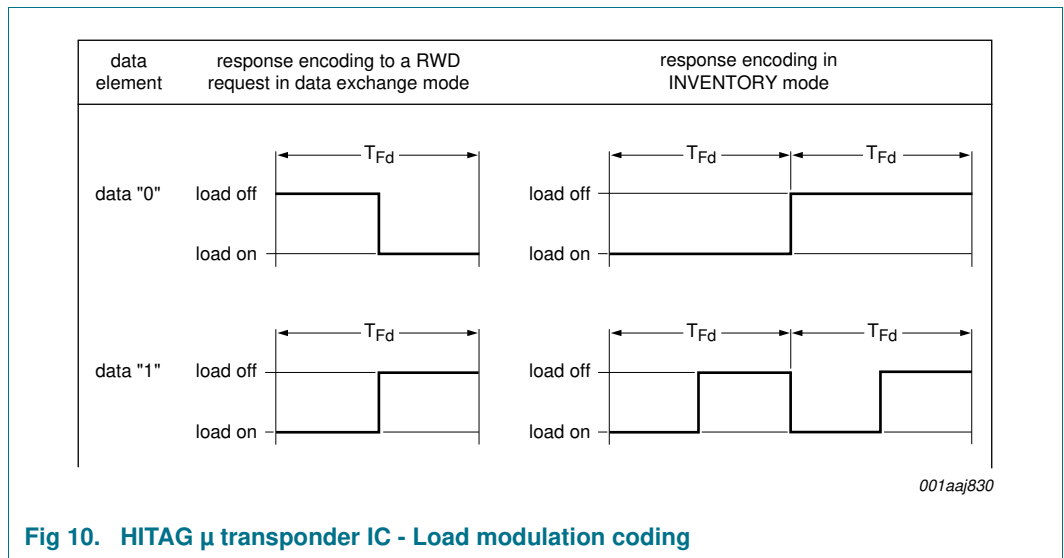 data element
response encoding to a RWD request in data exchange mode
response encoding in INVENTORY mode
TFd
TFd
TFd
data "0"
load off
load on
load off
load on
TFd
TFd
TFd
data "1"
load off
load on
load off
load on
001aaj830
Fig 10. HITAG μ transponder IC - Load modulation coding